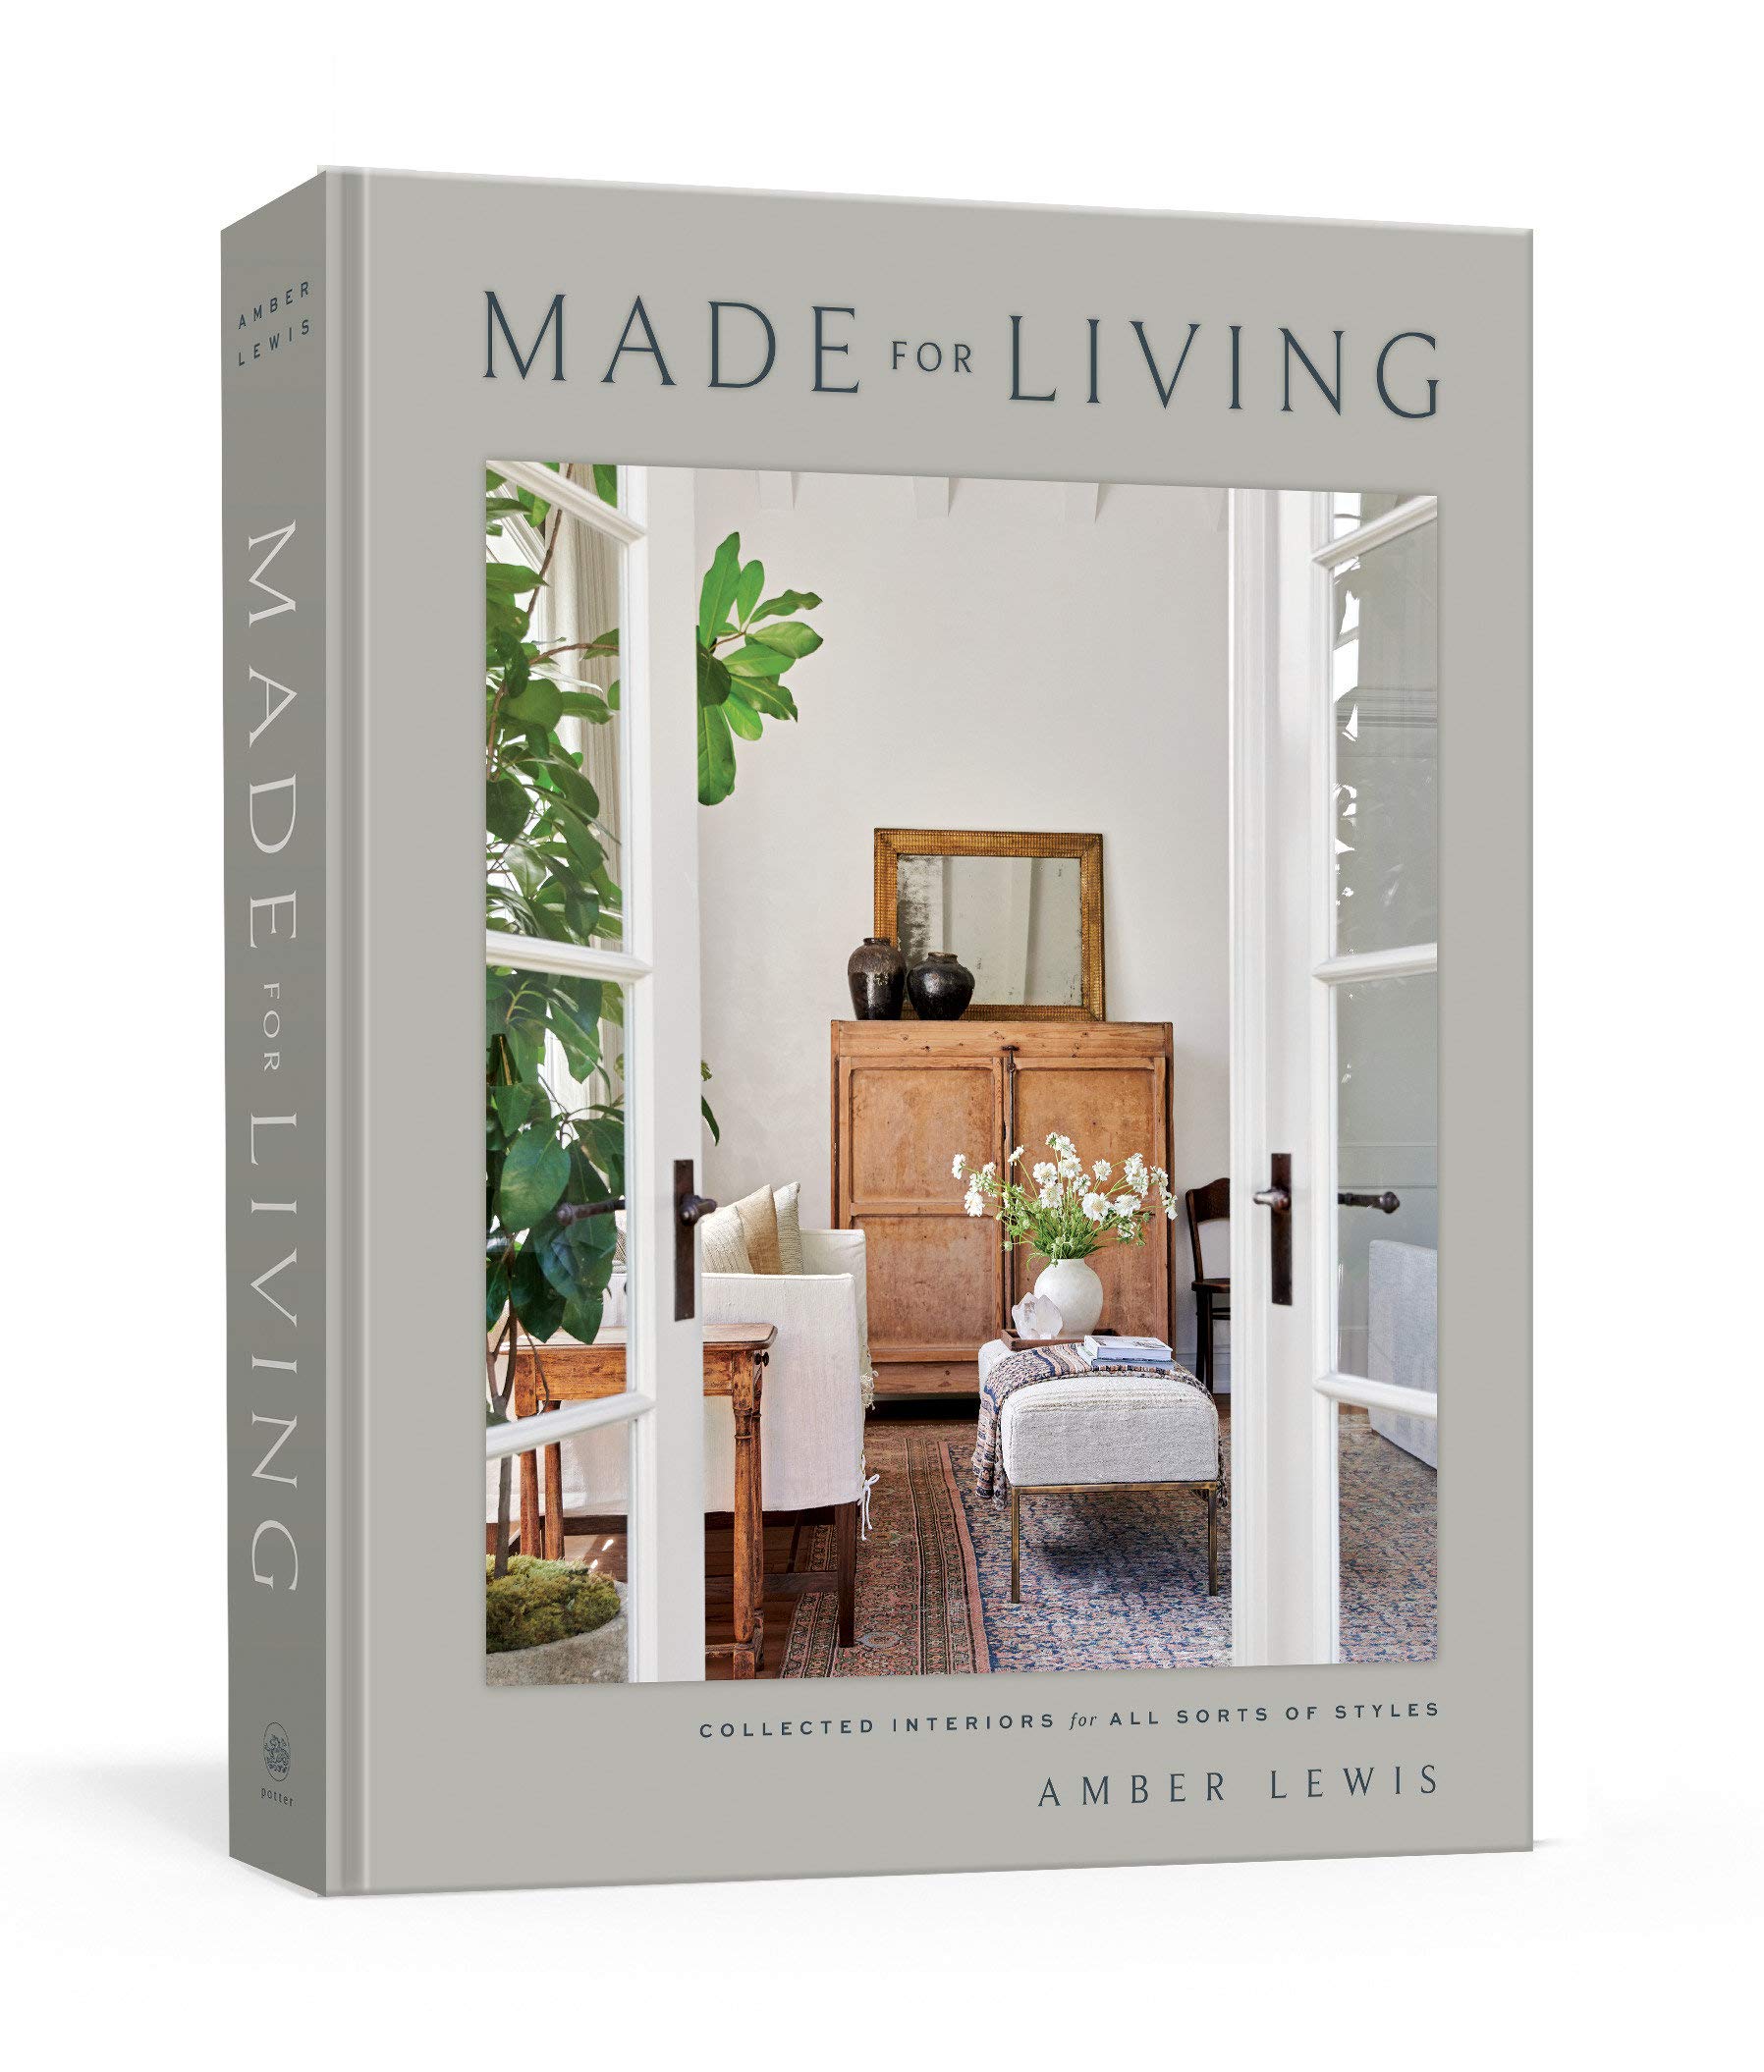 AMBER
LEWIS
MADE FOR LIVING
potter
MADE FOR LIVING
COLLECTED INTERIORS for ALL SORTS OF STYLES
AMBER LEWIS